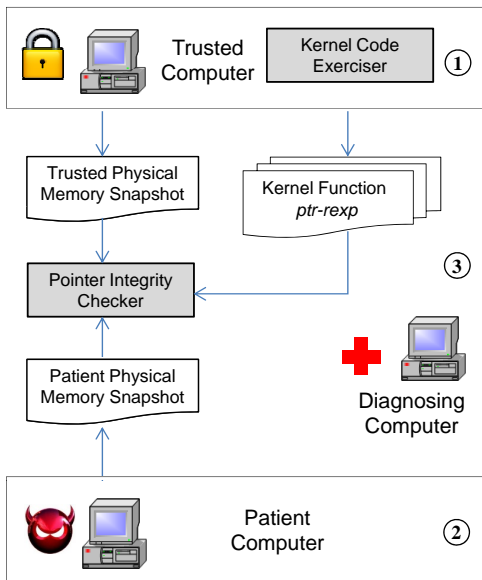 Trusted
Computer
Kernel Code
Exerciser
1
Trusted Physical
Memory Snapshot
Kernel Function
ptr-rexp
Pointer Integrity
Checker
3
Patient Physical
Memory Snapshot
Diagnosing
Computer
Patient
Computer
2